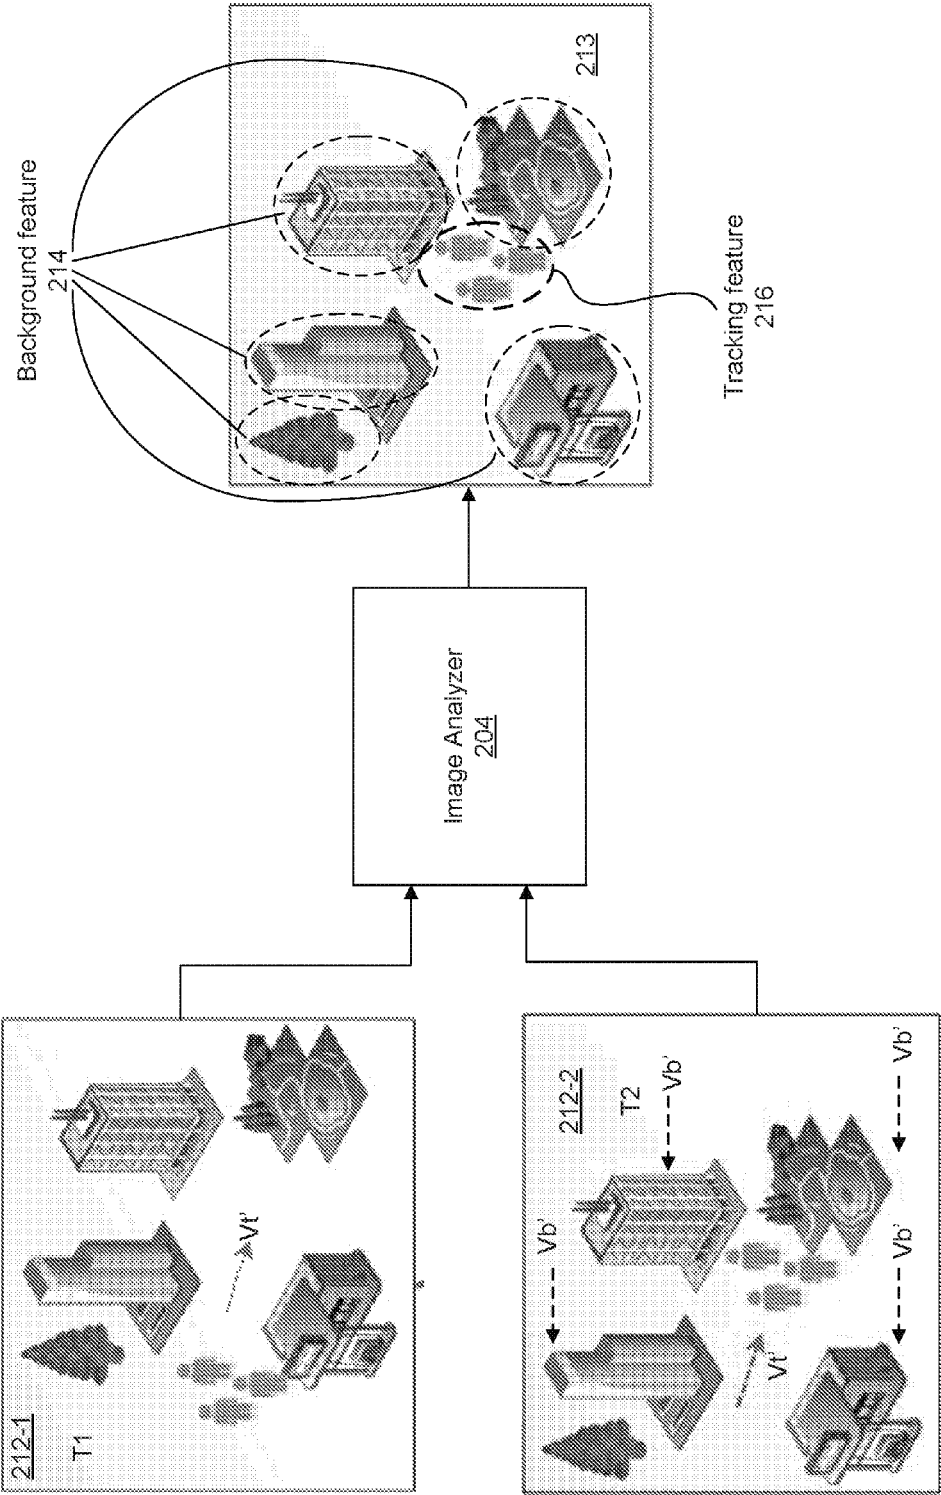 212-1
T1
Vt'
212-2
T2
Vb'
Vb'
Vb'
Vb'
Vt'
Image Analyzer
204
Background feature
214
213
Tracking feature
216